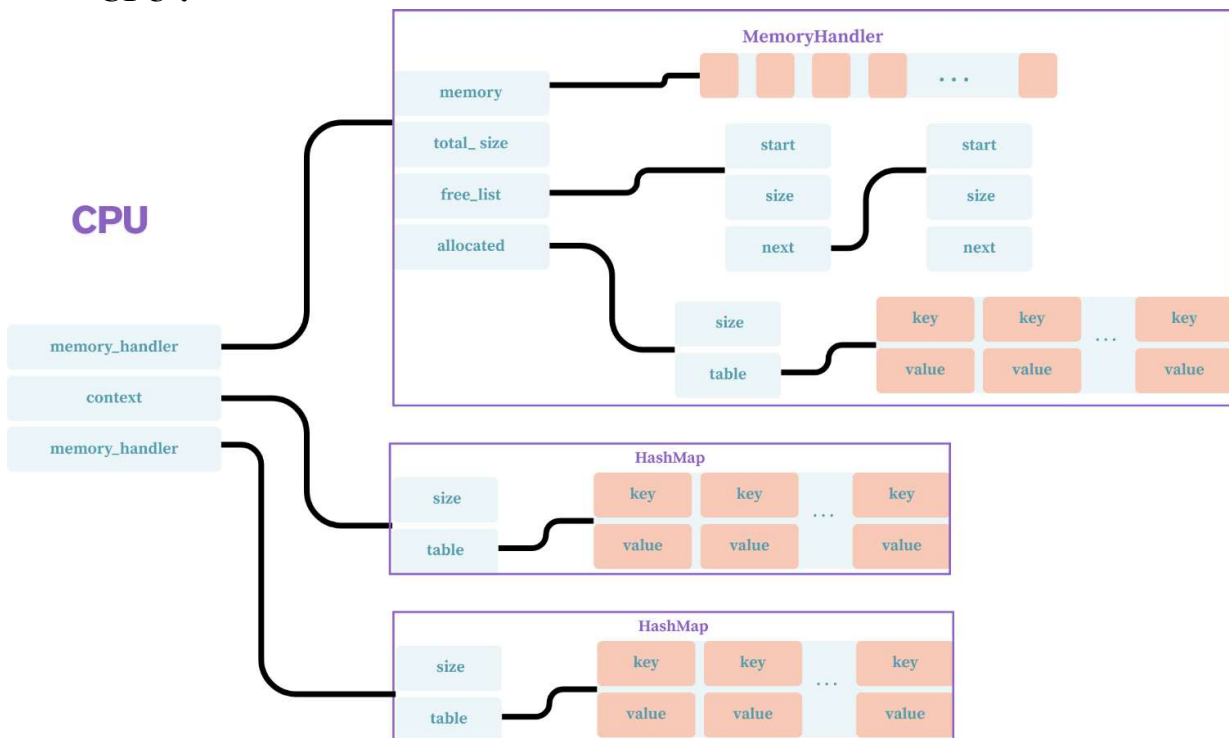 MemoryHandler
memory
...
total_ size
free_list
allocated
start
size
next
start
size
next
size
table
key key ... key
value value value
CPU
memory_handler
context
memory_handler
HashMap
size
table
key key ... key
value value value
HashMap
size
table
key key ... key
value value value